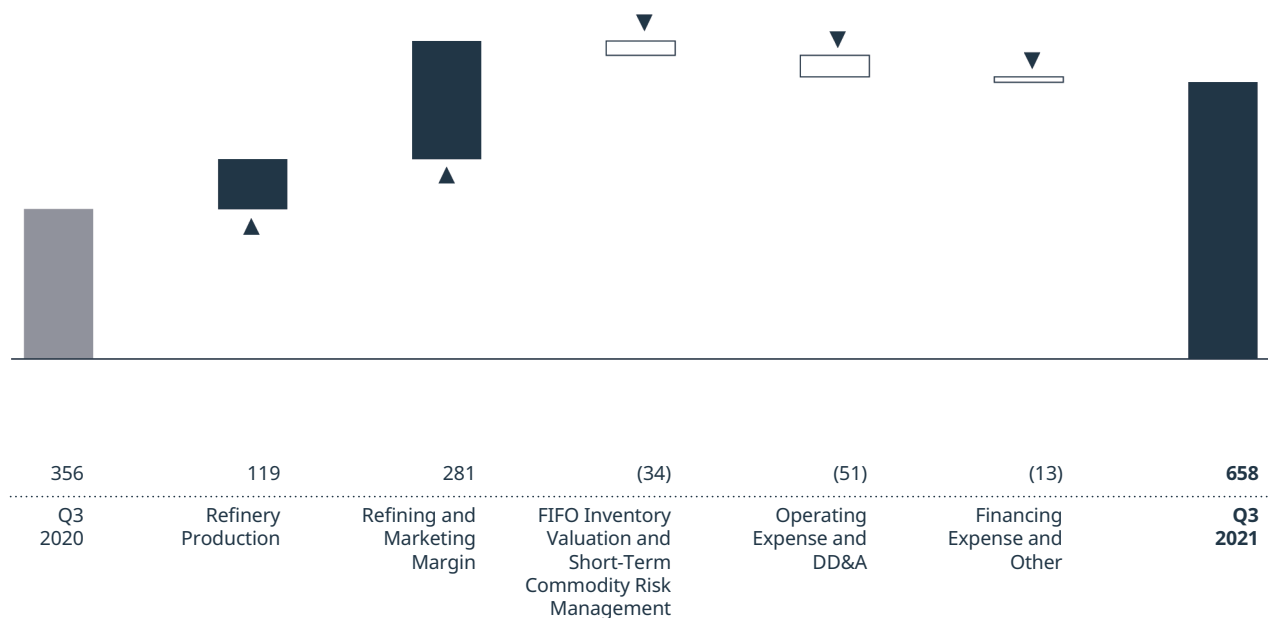 356 119 281 (34) (51) (13) 658
Q3
2020
Refinery
Production
Refining and
Marketing
Margin
FIFO Inventory
Valuation and
Short-Term
Commodity Risk
Management
Operating
Expense and
DD&A
Financing
Expense and
Other
Q3
2021